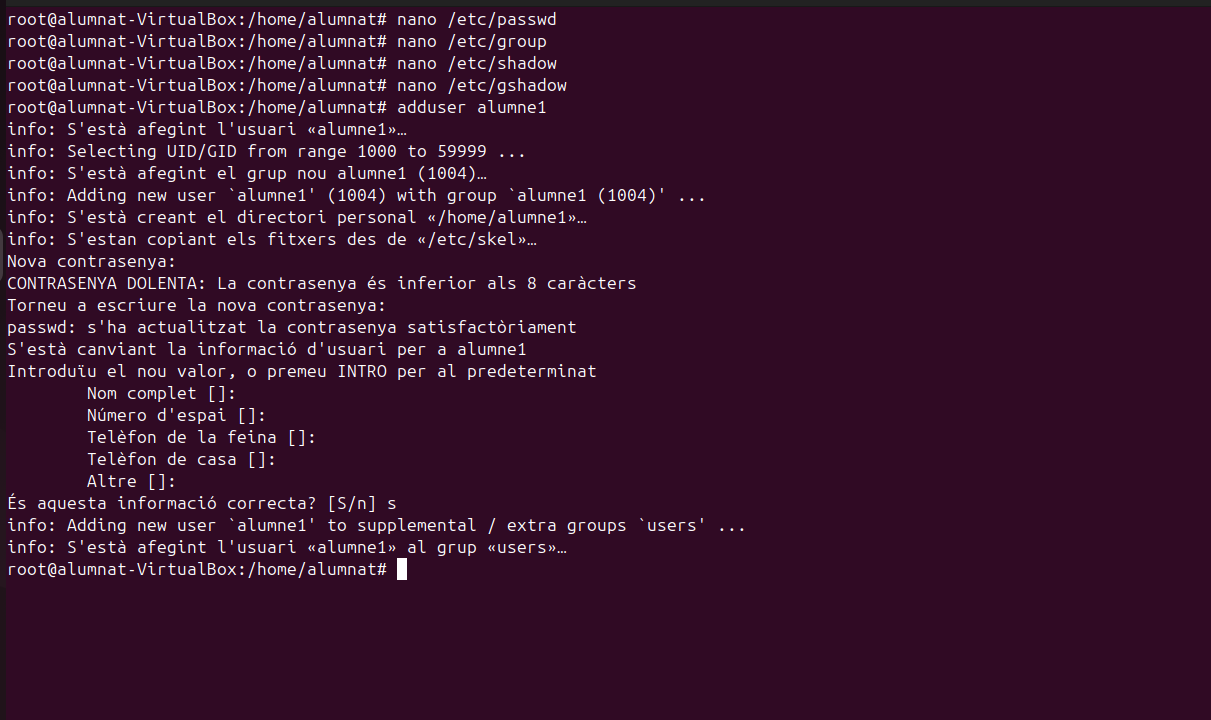 root@alumnat-VirtualBox:/home/alumnat# nano /etc/passwd
root@alumnat-VirtualBox:/home/alumnat# nano /etc/group
root@alumnat-VirtualBox:/home/alumnat# nano /etc/shadow
root@alumnat-VirtualBox:/home/alumnat# nano /etc/gshadow
root@alumnat-VirtualBox:/home/alumnat# adduser alumne1
info: S'està afegint l'usuari «alumne1»…
info: Selecting UID/GID from range 1000 to 59999 ...
info: S'està afegint el grup nou alumne1 (1004)…
info: Adding new user `alumne1' (1004) with group `alumne1 (1004)' ...
info: S'està creant el directori personal «/home/alumne1»…
info: S'estan copiant els fitxers des de «/etc/skel»…
Nova contrasenya:
CONTRASENYA DOLENTA: La contrasenya és inferior als 8 caràcters
Torneu a escriure la nova contrasenya:
passwd: s'ha actualitzat la contrasenya satisfactòriament
S'està canviant la informació d'usuari per a alumne1
Introduïu el nou valor, o premeu INTRO per al predeterminat
Nom complet []:
Número d'espai []:
Telèfon de la feina []:
Telèfon de casa []:
Altre []:
És aquesta informació correcta? [S/n] s
info: Adding new user `alumne1' to supplemental / extra groups `users' ...
info: S'està afegint l'usuari «alumne1» al grup «users»…
root@alumnat-VirtualBox:/home/alumnat#